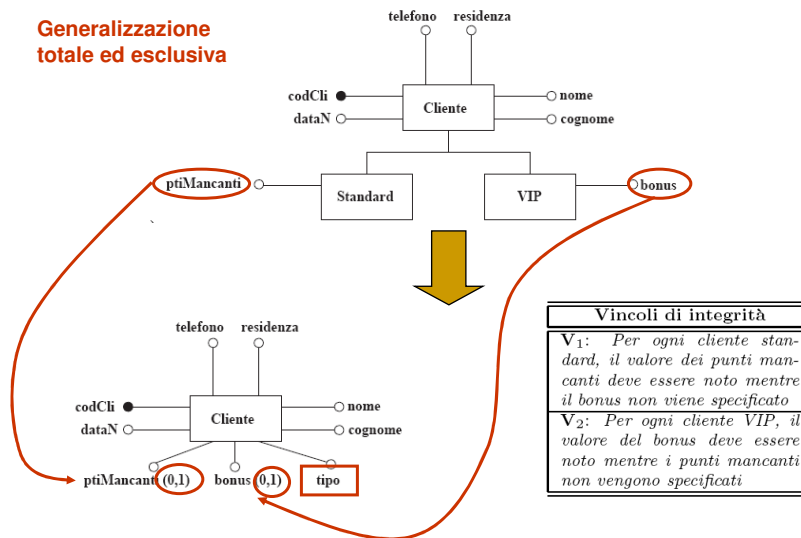 Generalizzazione
totale ed esclusiva
telefono residenza
codCli
nome
Cliente
dataN
cognome
ptiMancanti
bonus
Standard
VIP
telefono residenza
codCli
nome
Cliente
dataN
cognome
ptiMancanti (0,1) bonus (0,1) tipo
Vincoli di integrità
V1: Per ogni cliente stan-
dard, il valore dei punti man-
canti deve essere noto mentre
il bonus non viene specificato
V2: Per ogni cliente VIP, il
valore del bonus deve essere
noto mentre i punti mancanti
non vengono specificati